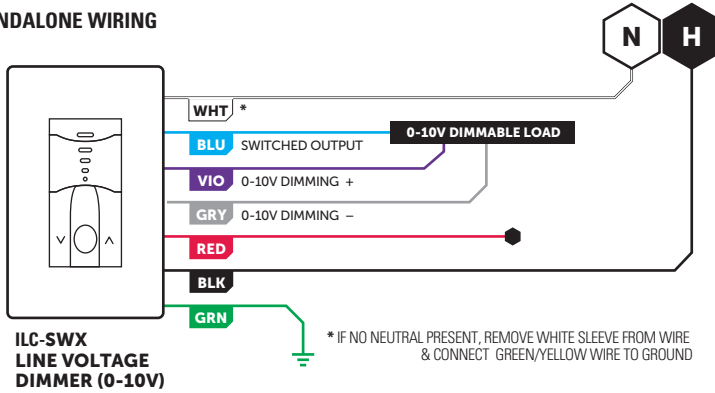 NDALONE WIRING
N H
WHT *
BLU SWITCHED OUTPUT
0-10V DIMMABLE LOAD
VIO 0-10V DIMMING +
GRY 0-10V DIMMING –
RED
BLK
GRN
* IF NO NEUTRAL PRESENT, REMOVE WHITE SLEEVE FROM WIRE
& CONNECT GREEN/YELLOW WIRE TO GROUND
ILC-SWX
LINE VOLTAGE
DIMMER (0-10V)